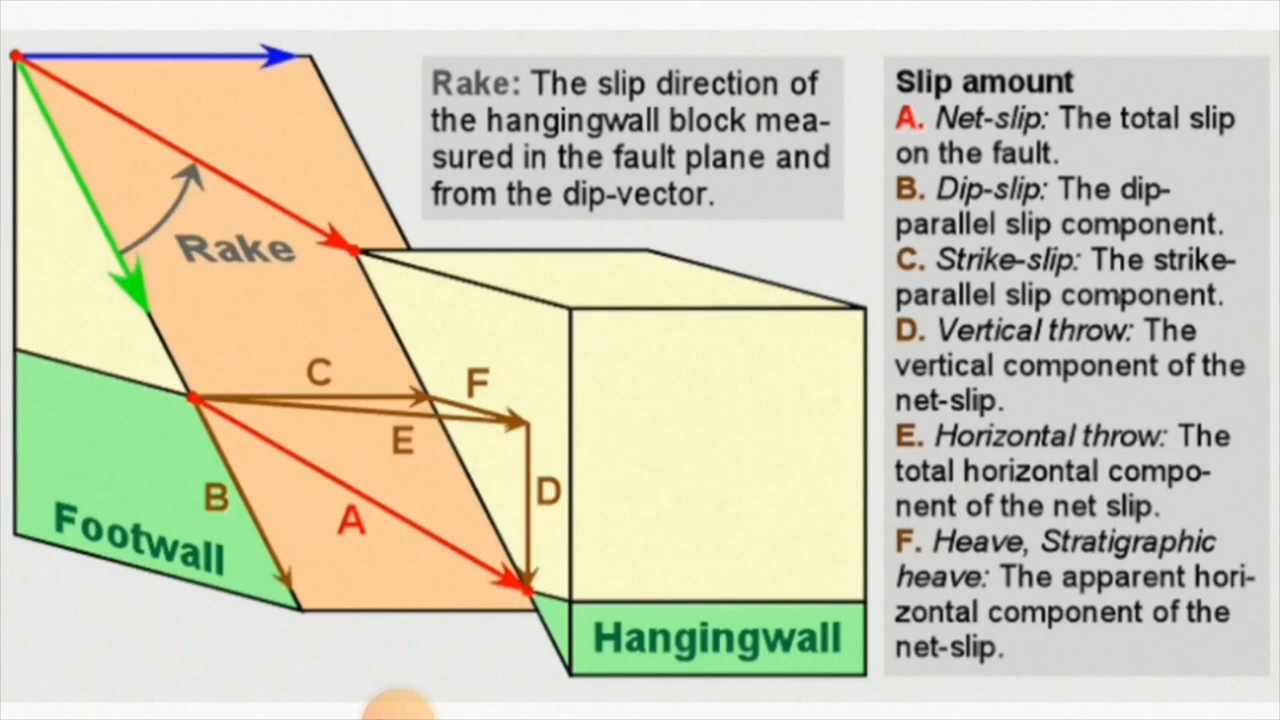 Rake: The slip direction of
the hangingwall block mea-
sured in the fault plane and
from the dip-vector.
Slip amount
A. Net-slip: The total slip
on the fault.
B. Dip-slip: The dip-
parallel slip component.
C. Strike-slip: The strike-
parallel slip component.
D. Vertical throw: The
vertical component of the
net-slip.
E. Horizontal throw: The
total horizontal compo-
nent of the net slip.
F. Heave, Stratigraphic
heave: The apparent hori-
zontal component of the
net-slip.
Rake
C
F
E
B
A
D
Footwall
Hangingwall